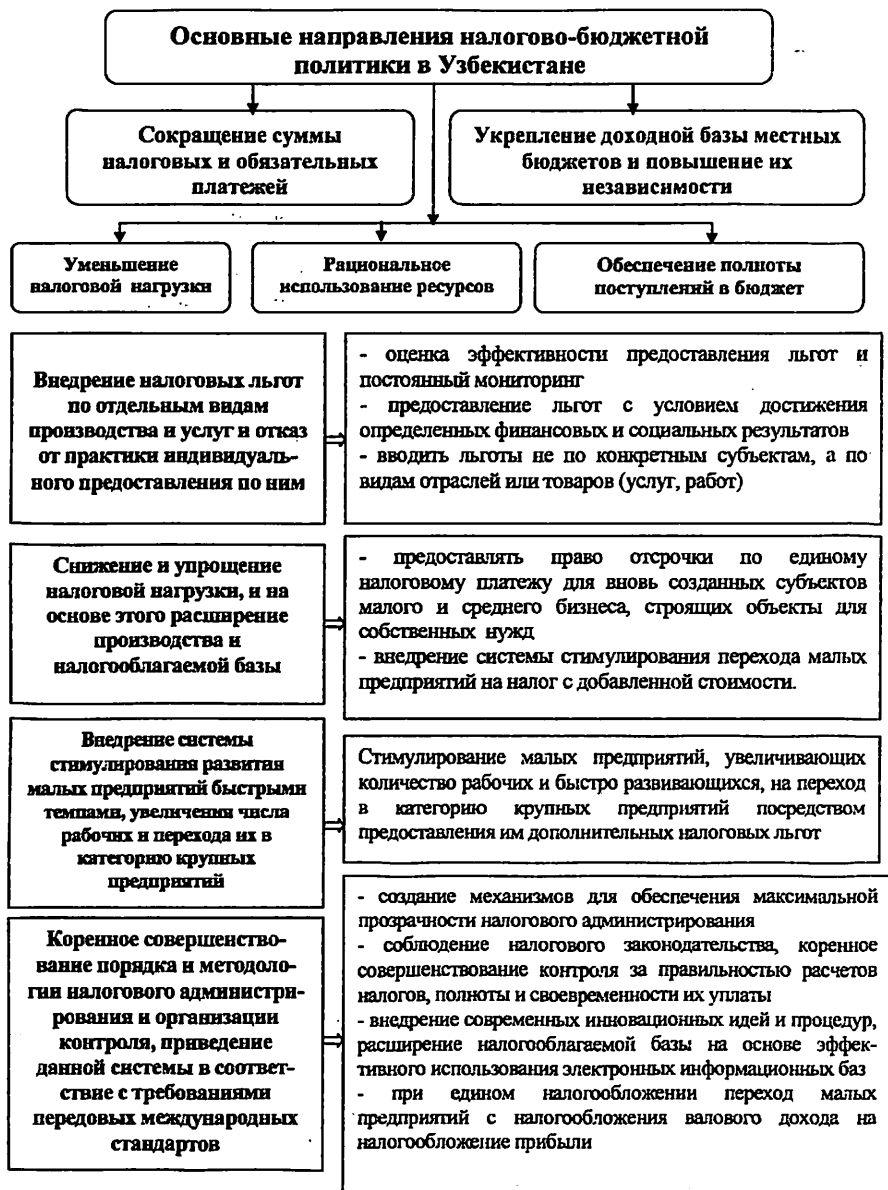 Основные направления налогово-бюджетной
политики в Узбекистане
Сокращение суммы
налоговых и обязательных
платежей
Укрепление доходной базы местных
бюджетов и повышение их
независимости
Уменьшение
налоговой нагрузки
Рациональное
использование ресурсов
Обеспечение полноты
поступлений в бюджет
Внедрение налоговых льгот
по отдельным видам
производства и услуг и отказ
от практики индивидуаль-
ного предоставления по ним
- оценка эффективности предоставления льгот и
постоянный мониторинг
- предоставление льгот с условием достижения
определенных финансовых и социальных результатов
- вводить льготы не по конкретным субъектам, а по
видам отраслей или товаров (услуг, работ)
Снижение и упрощение
налоговой нагрузки, и на
основе этого расширение
производства и
налогооблагаемой базы
- предоставлять право отсрочки по единому
налоговому платежу для вновь созданных субъектов
малого и среднего бизнеса, строящих объекты для
собственных нужд
- внедрение системы стимулирования перехода малых
предприятий на налог с добавленной стоимости.
Внедрение системы
стимулирования развития
малых предприятий быстрыми
темпами, увеличения числа
рабочих и перехода их в
категорию крупных
предприятий
Стимулирование малых предприятий, увеличивающих
количество рабочих и быстро развивающихся, на переход
в категорию крупных предприятий посредством
предоставления им дополнительных налоговых льгот
Коренное совершенство-
вание порядка и методоло-
гии налогового администри-
рования и организации
контроля, приведение
данной системы в соответ-
ствие с требованиями
передовых международных
стандартов
- создание механизмов для обеспечения максимальной
прозрачности налогового администрирования
- соблюдение налогового законодательства, коренное
совершенствование контроля за правильностью расчетов
налогов, полноты и своевременности их уплаты
- внедрение современных инновационных идей и процедур,
расширение налогооблагаемой базы на основе эффек-
тивного использования электронных информационных баз
- при едином налогообложении переход малых
предприятий с налогообложения валового дохода на
налогообложение прибыли